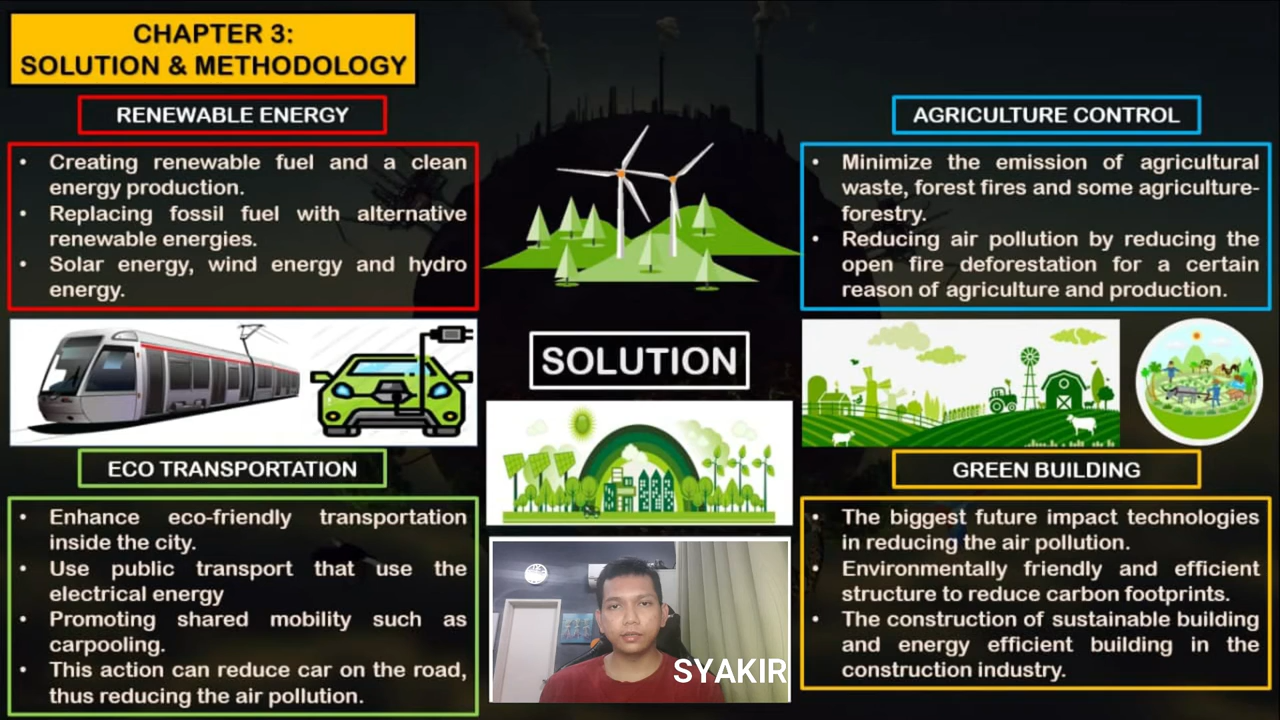 CHAPTER 3:
SOLUTION & METHODOLOGY
RENEWABLE ENERGY
• Creating renewable fuel and a clean
energy production.
• Replacing fossil fuel with alternative
renewable energies.
• Solar energy, wind energy and hydro
energy.
ECO TRANSPORTATION
• Enhance eco-friendly transportation
inside the city.
• Use public transport that use the
electrical energy
• Promoting shared mobility such as
carpooling.
• This action can reduce car on the road,
thus reducing the air pollution.
SOLUTION
SYAKIR
AGRICULTURE CONTROL
• Minimize the emission of agricultural
waste, forest fires and some agriculture-
forestry.
• Reducing air pollution by reducing the
open fire deforestation for a certain
reason of agriculture and production.
GREEN BUILDING
• The biggest future impact technologies
in reducing the air pollution.
• Environmentally friendly and efficient
structure to reduce carbon footprints.
• The construction of sustainable building
and energy efficient building in the
construction industry.